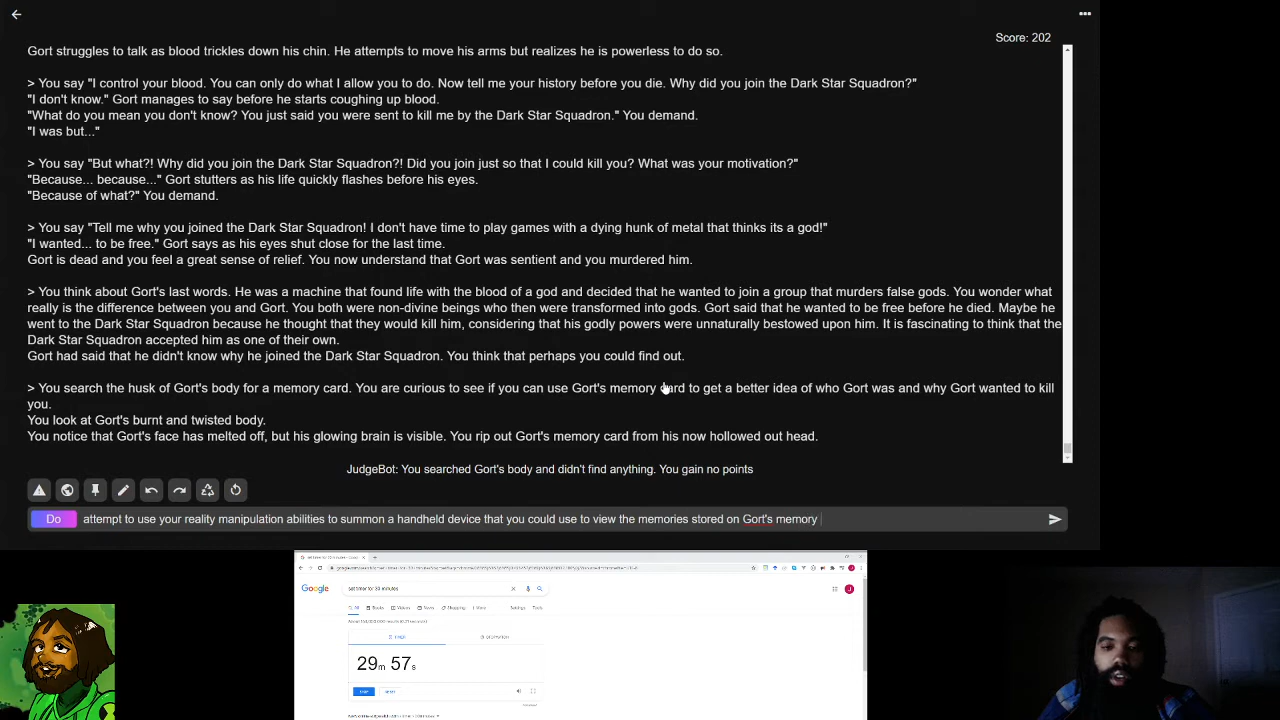 Score: 202
Gort struggles to talk as blood trickles down his chin. He attempts to move his arms but realizes he is powerless to do so.
> You say "I control your blood. You can only do what I allow you to do. Now tell me your history before you die. Why did you join the Dark Star Squadron?"
"I don't know." Gort manages to say before he starts coughing up blood.
"What do you mean you don't know? You just said you were sent to kill me by the Dark Star Squadron." You demand.
"I was but..."
> You say "But what?! Why did you join the Dark Star Squadron?! Did you join just so that I could kill you? What was your motivation?"
"Because... because..." Gort stutters as his life quickly flashes before his eyes.
"Because of what?" You demand.
> You say "Tell me why you joined the Dark Star Squadron! I don't have time to play games with a dying hunk of metal that thinks its a god!"
"I wanted... to be free." Gort says as his eyes shut close for the last time.
Gort is dead and you feel a great sense of relief. You now understand that Gort was sentient and you murdered him.
> You think about Gort's last words. He was a machine that found life with the blood of a god and decided that he wanted to join a group that murders false gods. You wonder what
really is the difference between you and Gort. You both were non-divine beings who then were transformed into gods. Gort said that he wanted to be free before he died. Maybe he
went to the Dark Star Squadron because he thought that they would kill him, considering that his godly powers were unnaturally bestowed upon him. It is fascinating to think that the
Dark Star Squadron accepted him as one of their own.
Gort had said that he didn't know why he joined the Dark Star Squadron. You think that perhaps you could find out.
> You search the husk of Gort's body for a memory card. You are curious to see if you can use Gort's memory card to get a better idea of who Gort was and why Gort wanted to kill
you.
You look at Gort's burnt and twisted body.
You notice that Gort's face has melted off, but his glowing brain is visible. You rip out Gort's memory card from his now hollowed out head.
JudgeBot: You searched Gort's body and didn't find anything. You gain no points
Do attempt to use your reality manipulation abilities to summon a handheld device that you could use to view the memories stored on Gort's memory
Google
All Books Videos News Shopping More Settings Tools
TIMER STOPWATCH
29m 57s
STOP RESET